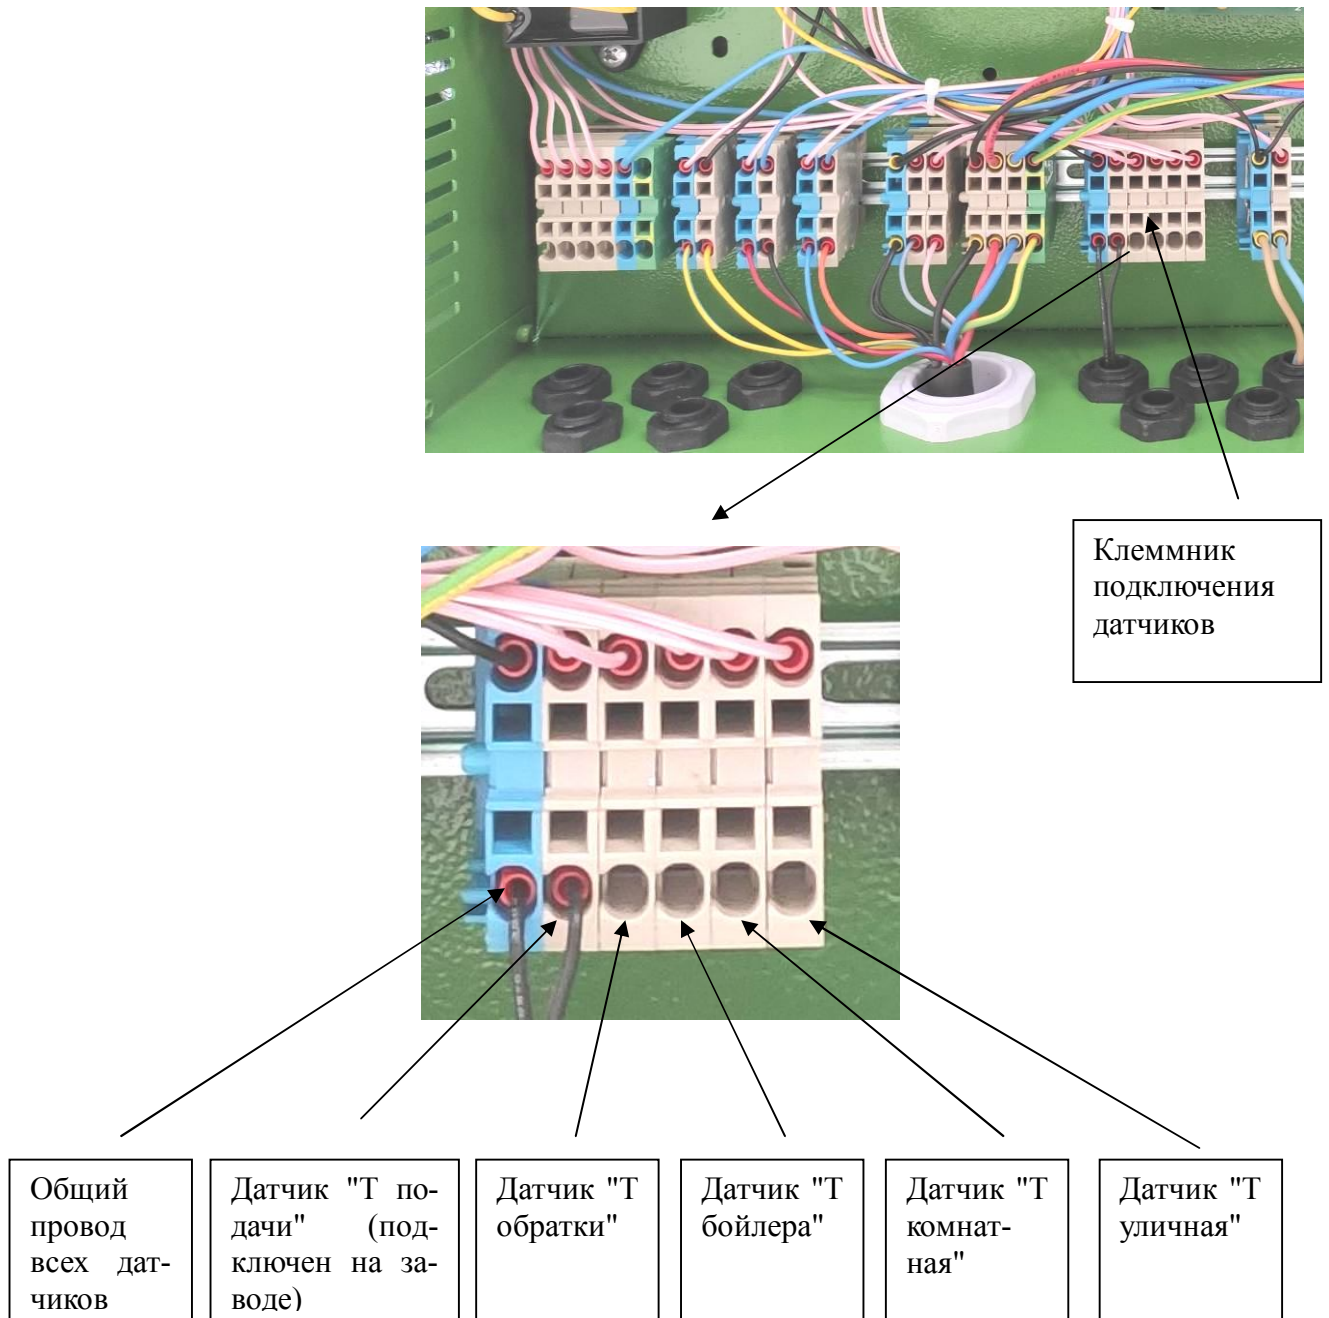 Клеммник
подключения
датчиков
Общий
провод
всех дат-
чиков
Датчик "Т по-
дачи" (под-
ключен на за-
воде)
Датчик "Т
обратки"
Датчик "Т
бойлера"
Датчик "Т
комнат-
ная"
Датчик "Т
уличная"